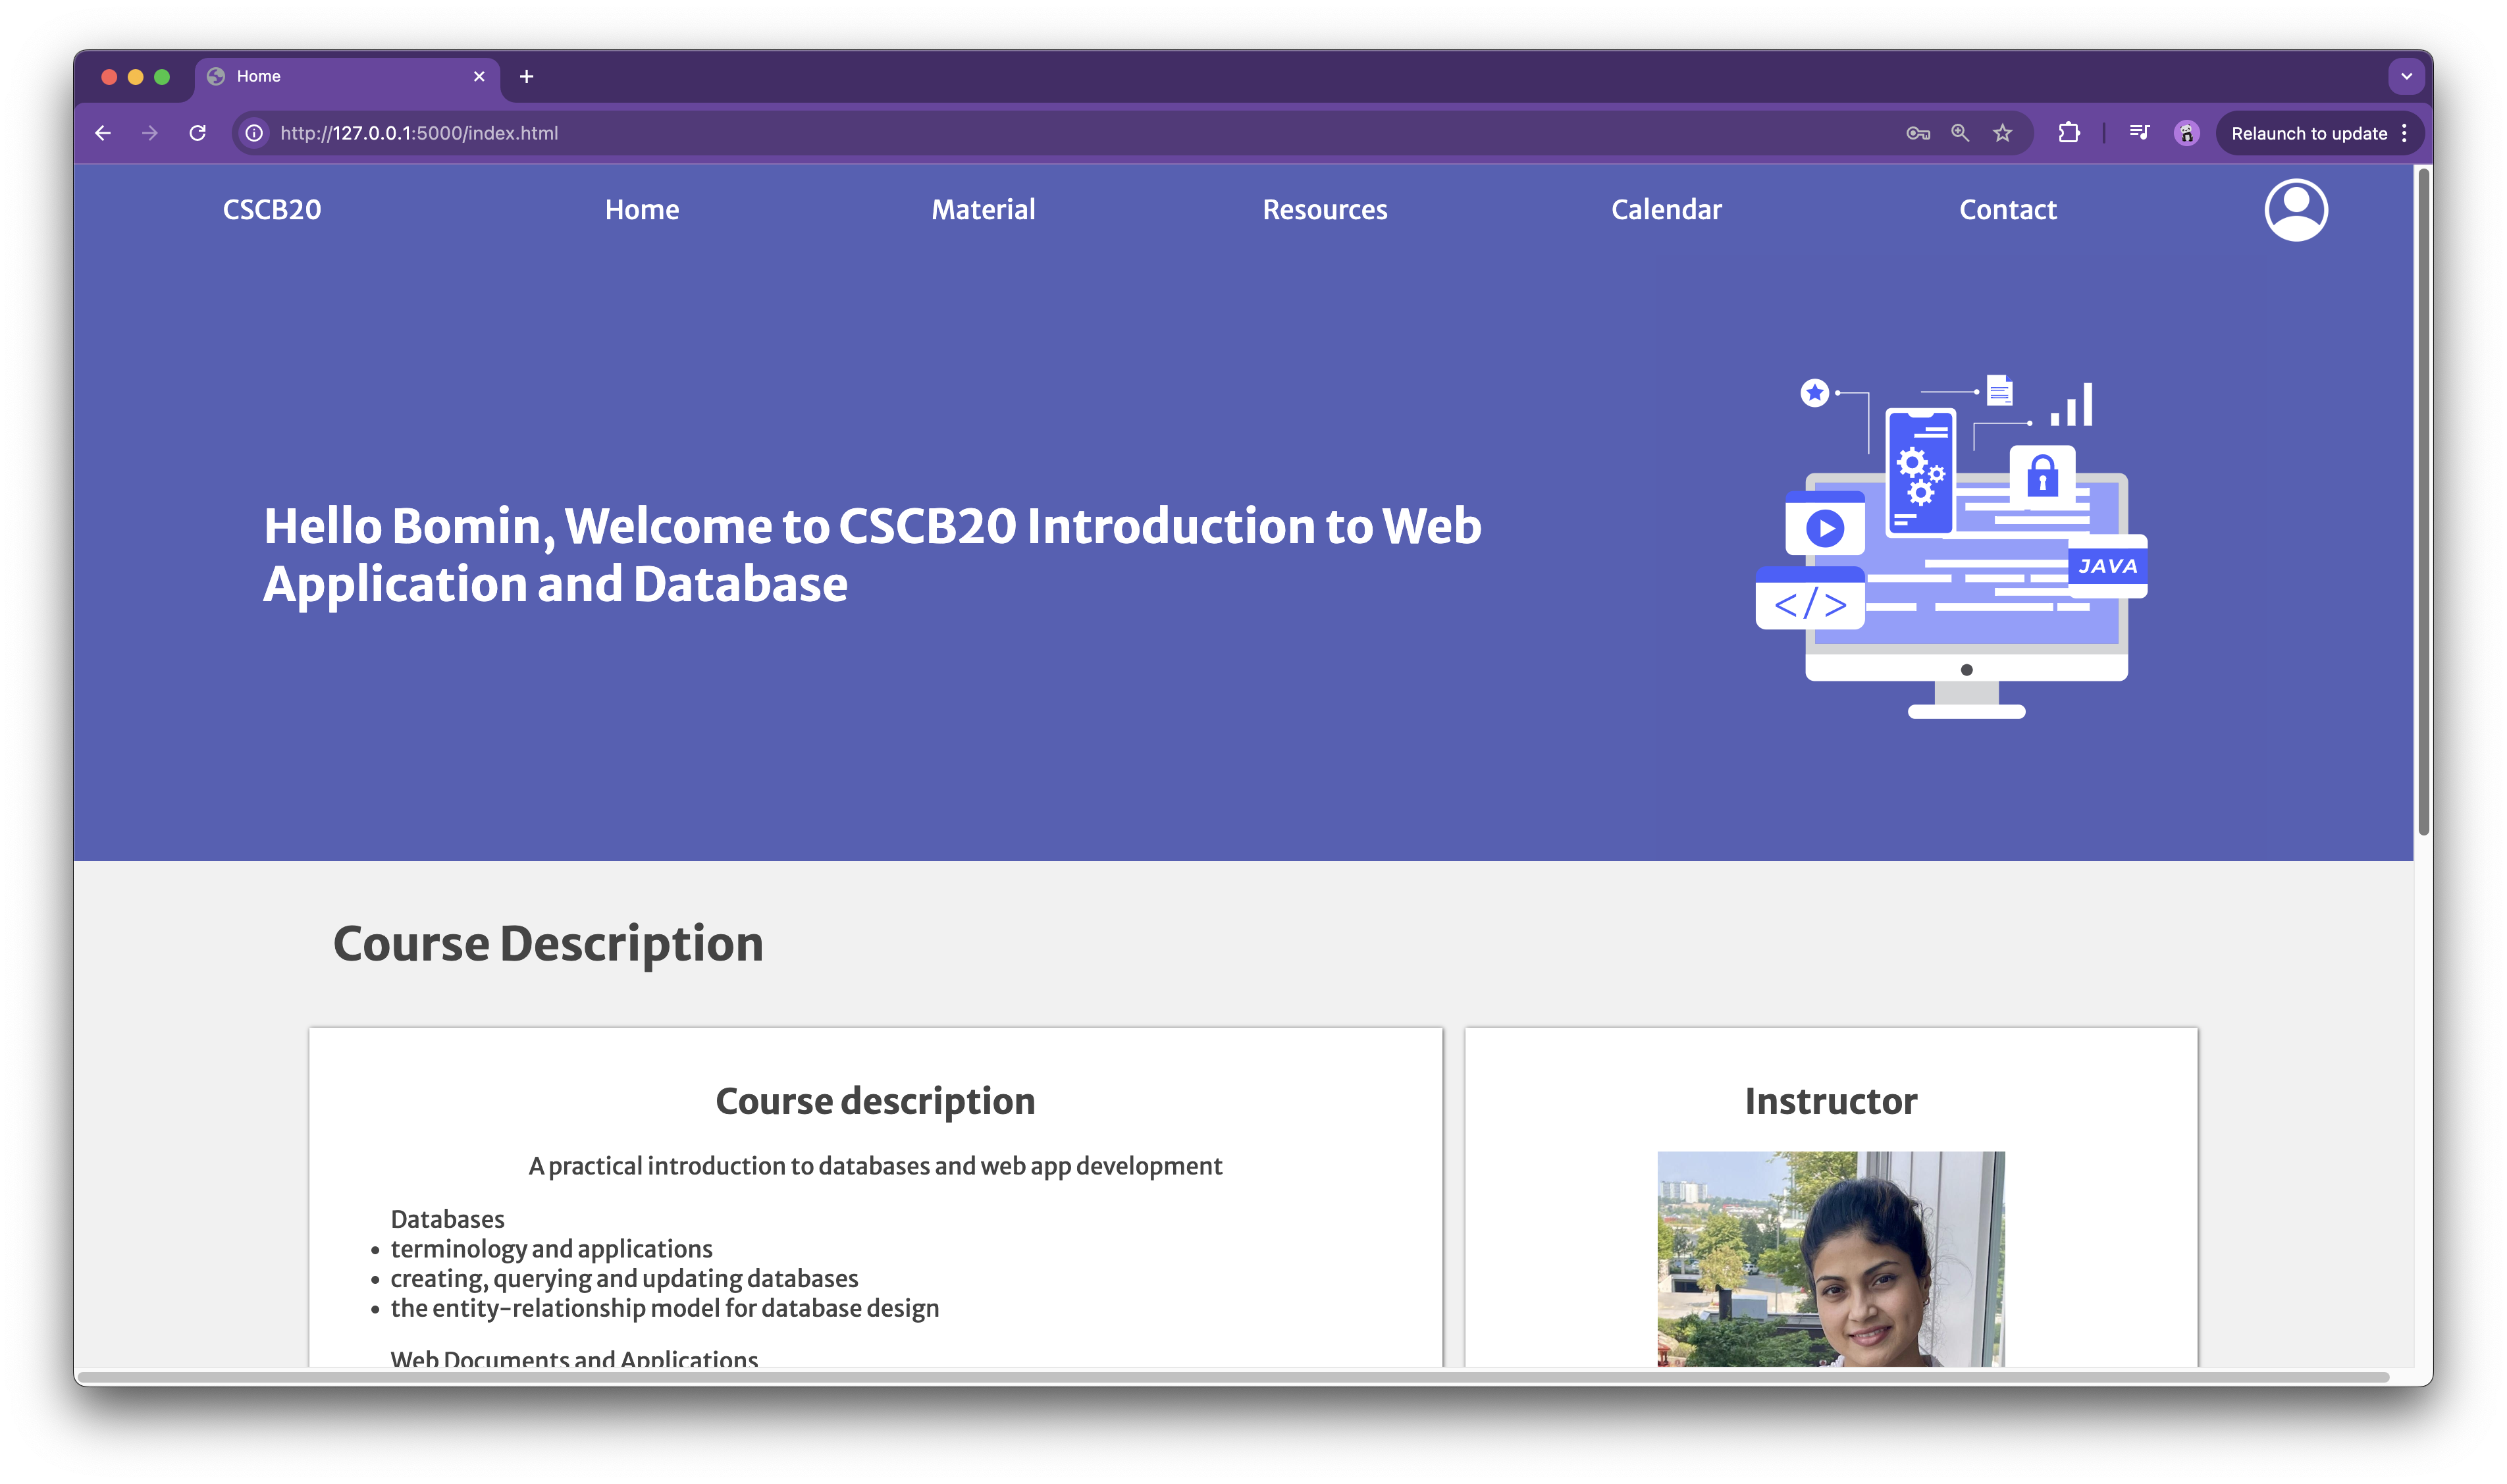 Home
http://127.0.0.1:5000/index.html
Relaunch to update
CSCB20 Home Material Resources Calendar Contact
Hello Bomin, Welcome to CSCB20 Introduction to Web
Application and Database
JAVA
</>
Course Description
Course description
A practical introduction to databases and web app development
Databases
terminology and applications
creating, querying and updating databases
the entity-relationship model for database design
Web Documents and Applications
Instructor